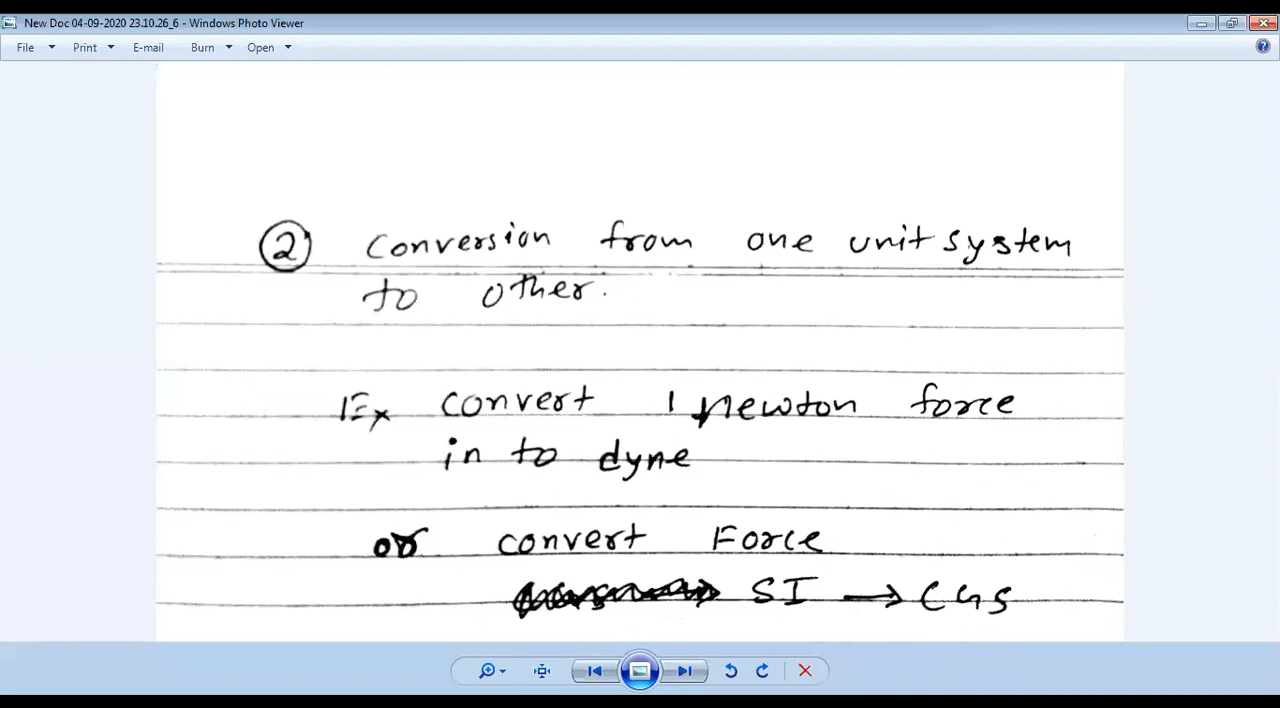 New Doc 04-09-2020 23.10.26_6 - Windows Photo Viewer
File Print E-mail Burn Open
2 Conversion from one unit system
to other.
Ex convert 1 newton force
in to dyne
or convert Force
SI → CGS